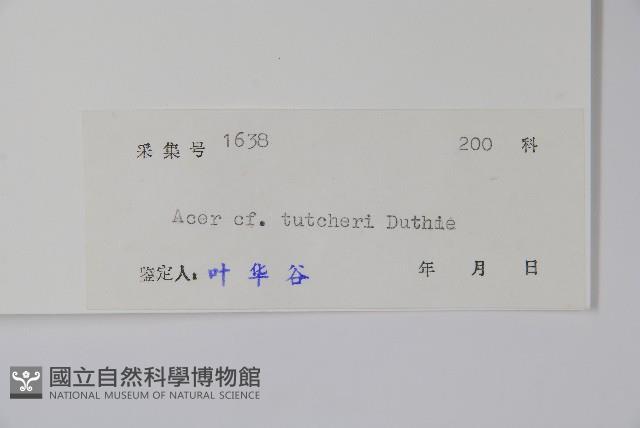 采集号 1638 200 科
Acer cf. tutcheri Duthie
鉴定人: 叶华谷 年 月 日
國立自然科學博物館
NATIONAL MUSEUM OF NATURAL SCIENCE